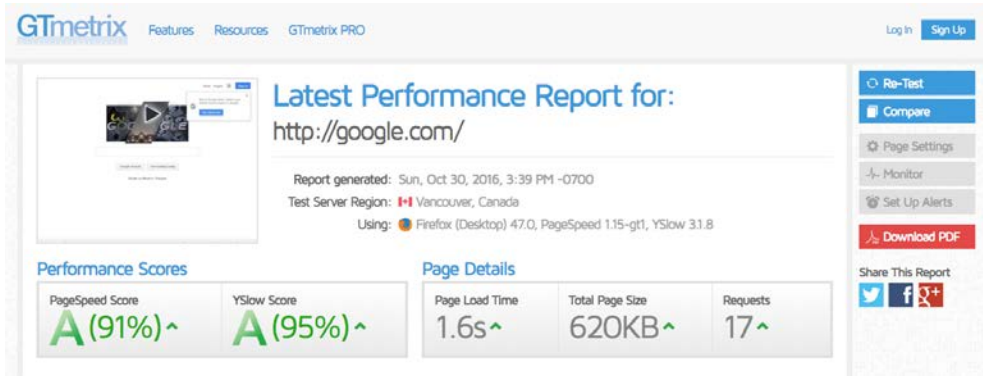 GTmetrix Features Resources GTmetrix PRO Log In Sign Up
Latest Performance Report for:
http://google.com/
Report generated: Sun, Oct 30, 2016, 3:39 PM -0700
Test Server Region: Vancouver, Canada
Using: Firefox (Desktop) 47.0, PageSpeed 1.15-gt1, YSlow 3.1.8
Performance Scores
PageSpeed Score YSlow Score
A (91%) A (95%)
Page Details
Page Load Time Total Page Size Requests
1.6s 620KB 17
Re-Test
Compare
Page Settings
Monitor
Set Up Alerts
Download PDF
Share This Report